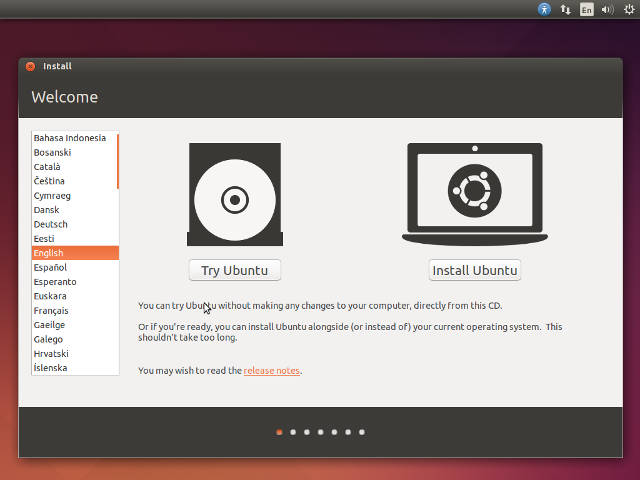 En
Install
Welcome
Bahasa Indonesia
Bosanski
Català
Čeština
Cymraeg
Dansk
Deutsch
Eesti
English
Español
Esperanto
Euskara
Français
Gaeilge
Galego
Hrvatski
Íslenska
Try Ubuntu
Install Ubuntu
You can try Ubuntu without making any changes to your computer, directly from this CD.
Or if you're ready, you can install Ubuntu alongside (or instead of) your current operating system. This
shouldn't take too long.
You may wish to read the release notes.